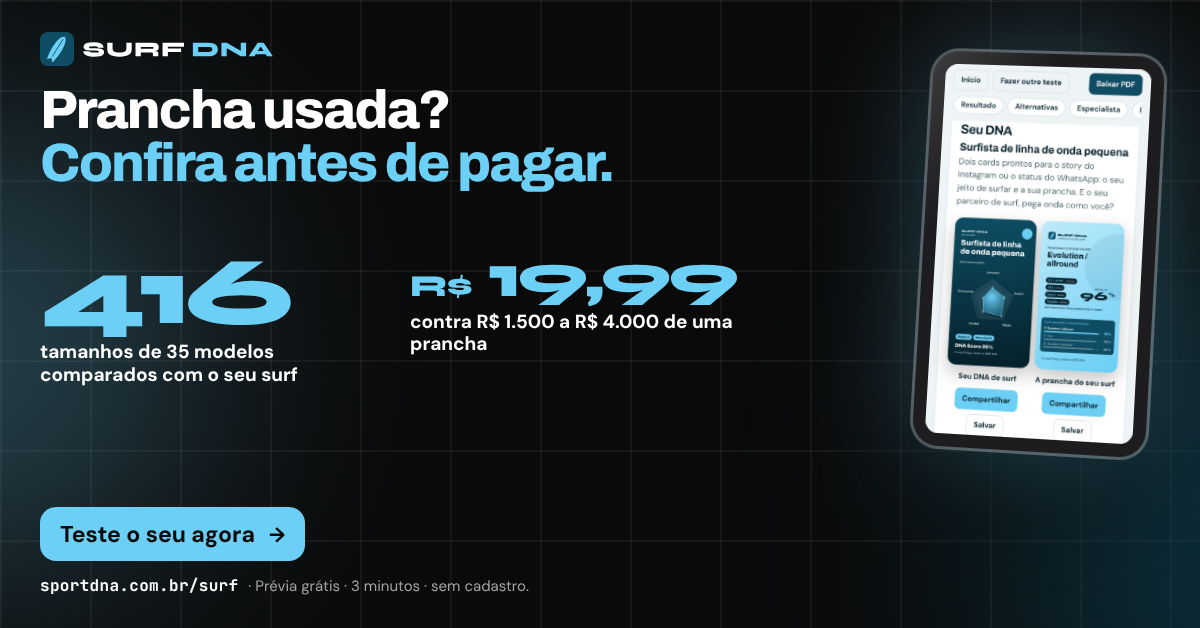 SURF DNA
Prancha usada?
Confira antes de pagar.
416
tamanhos de 35 modelos
comparados com o seu surf
R$ 19,99
contra R$ 1.500 a R$ 4.000 de uma
prancha
Teste o seu agora →
sportdna.com.br/surf · Prévia grátis · 3 minutos · sem cadastro.
Início
Fazer outro teste
Baixar PDF
Resultado
Alternativas
Especialista
Seu DNA
Surfista de linha de onda pequena
Dois cards prontos para o story do
Instagram ou o status do WhatsApp: o seu
jeito de surfar e a sua prancha. E o seu
parceiro de surf, pega onda como você?
Surfista de linha
de onda pequena
DNA Score 96%
SURF DNA
Evolution /
allround
96%
Seu DNA de surf
A prancha do seu surf
Compartilhar
Compartilhar
Salvar
Salvar